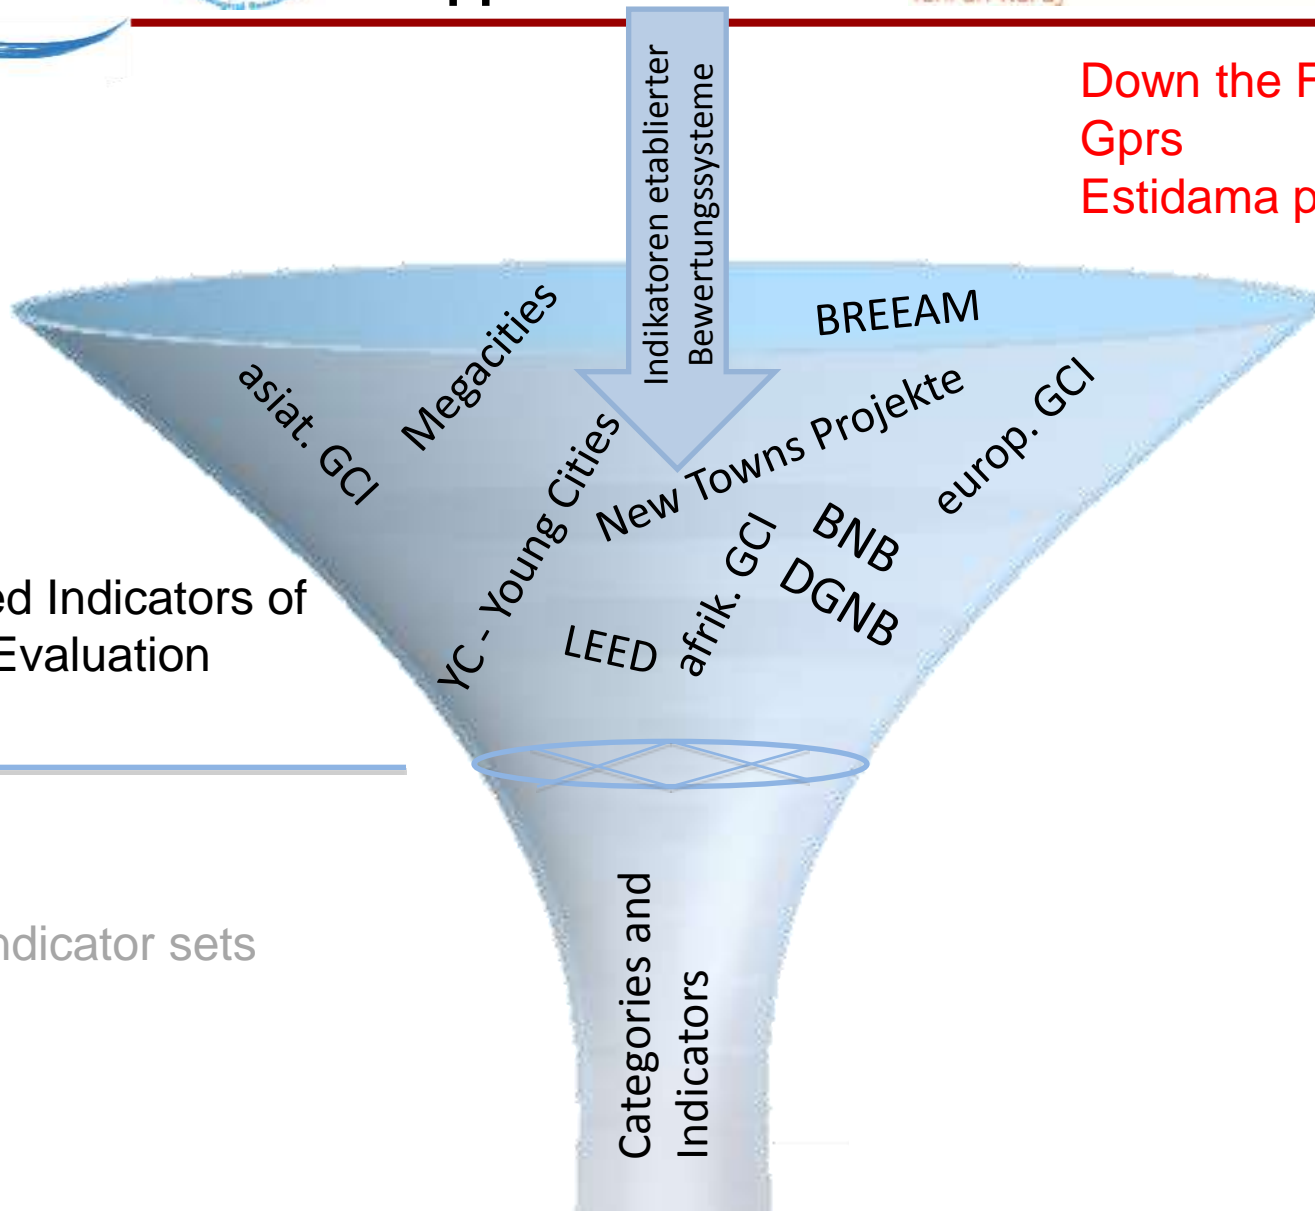 Down the
Gprs
Estidama
Indikatoren etablierter
Bewertungssysteme
BREEAM
Megacities
asiat. GCI
New Towns Projekte
europ. GCI
YC - Young Cities
BNB
afrik. GCI
DGNB
LEED
Indicators of
Evaluation
Categories and
Indicators
ndicator sets